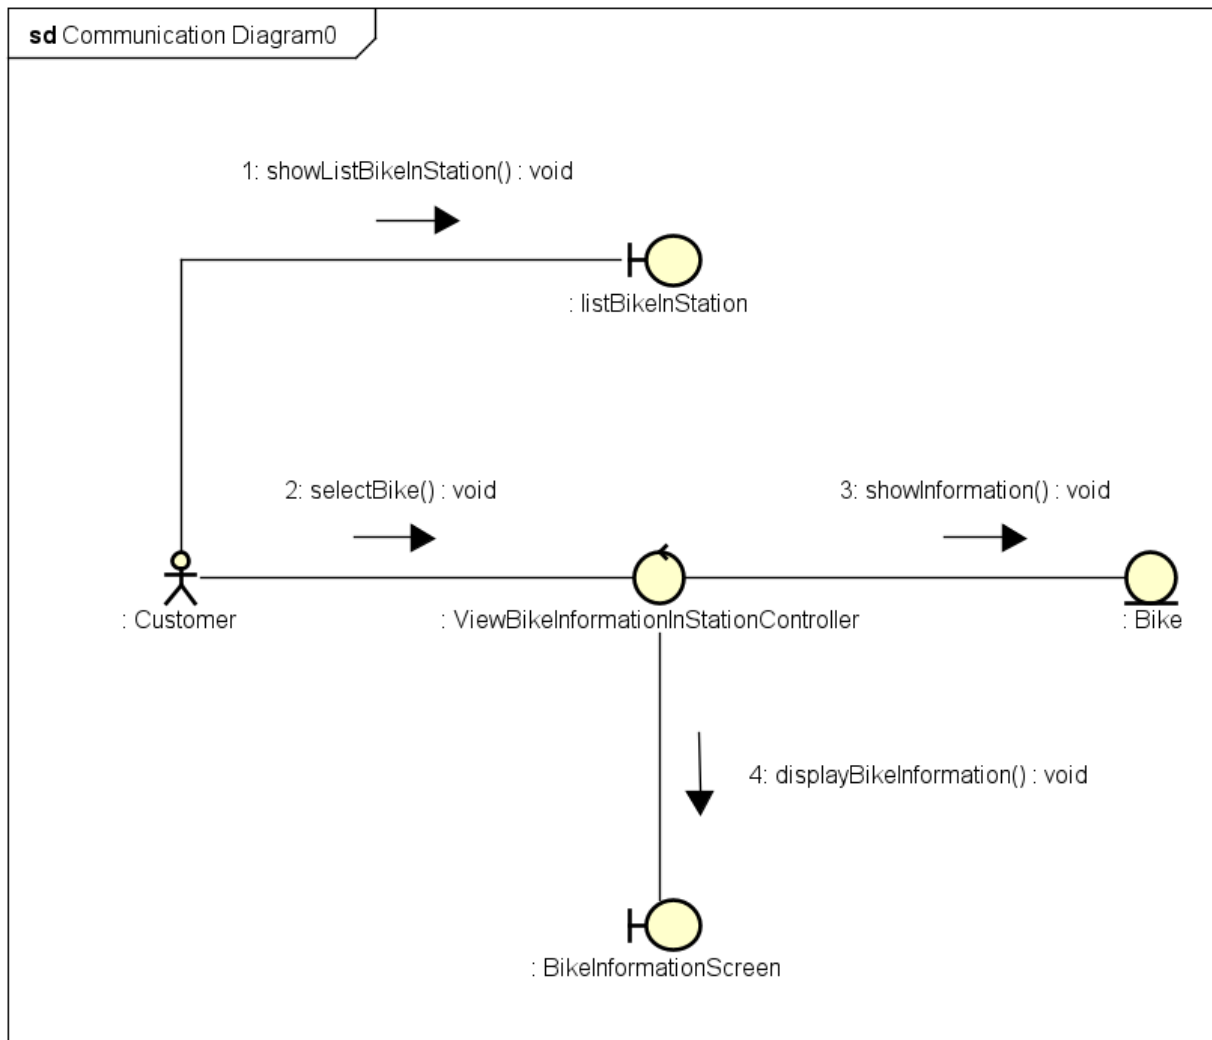 sd Communication Diagram0
1: showListBikeInStation() : void
: listBikeInStation
2: selectBike() : void
3: showInformation() : void
: Customer
: ViewBikeInformationInStationController
: Bike
4: displayBikeInformation() : void
: BikeInformationScreen